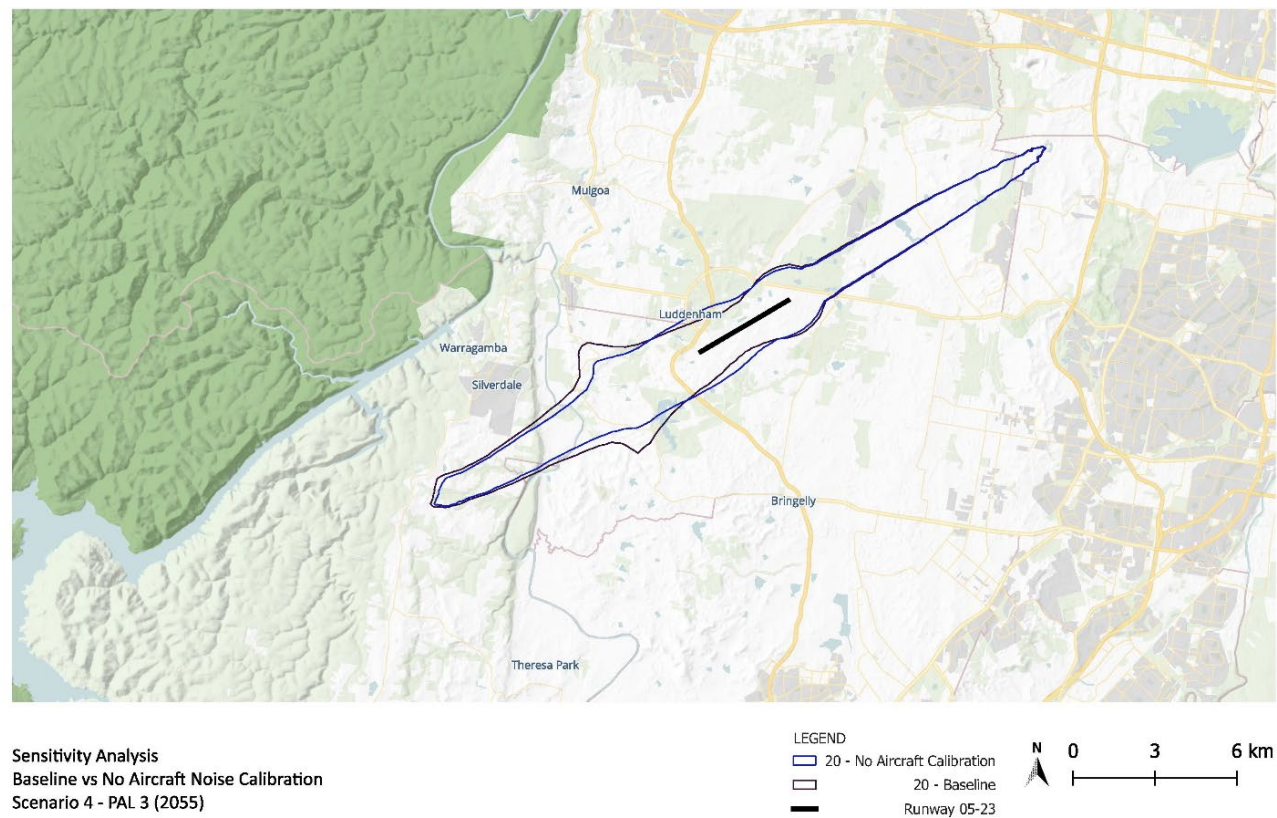 Mulgoa
Luddenham
Warragamba
Silverdale
Bringelly
Theresa Park
Sensitivity Analysis
Baseline vs No Aircraft Noise Calibration
Scenario 4 - PAL 3 (2055)
LEGEND
20 - No Aircraft Calibration
20 - Baseline
Runway 05-23
N
0 3 6 km